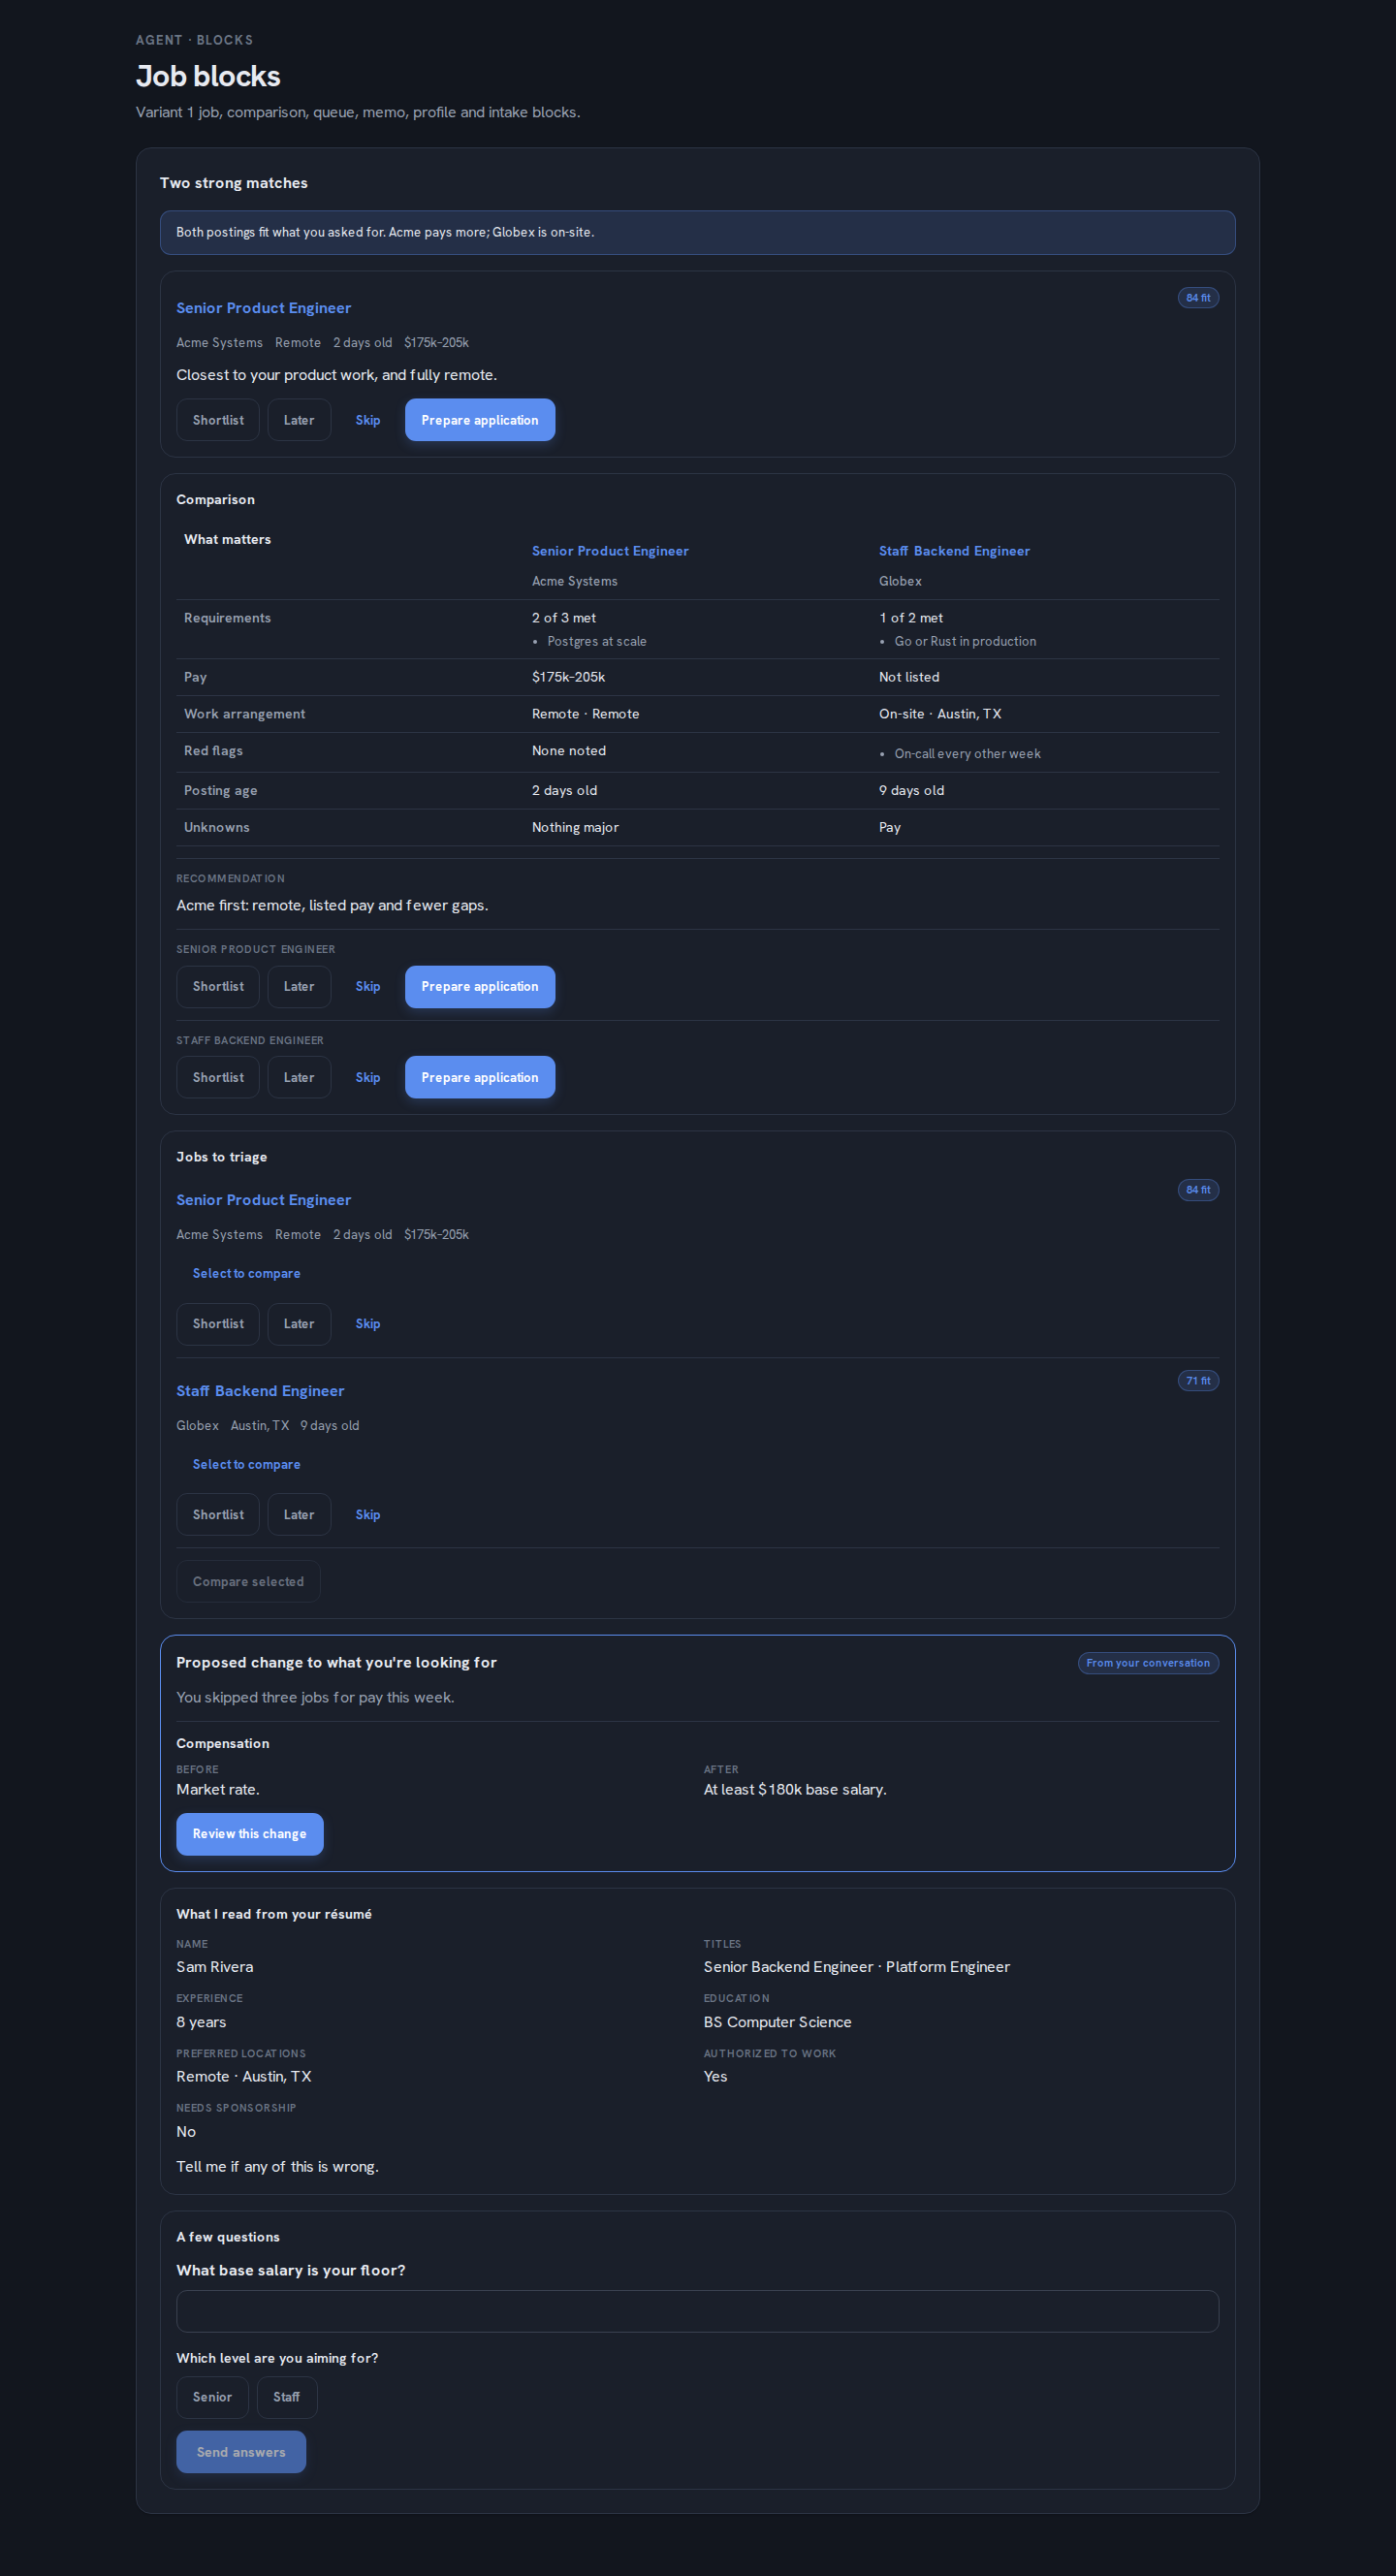 AGENT · BLOCKS
Job blocks
Variant 1 job, comparison, queue, memo, profile and intake blocks.
Two strong matches
Both postings fit what you asked for. Acme pays more; Globex is on-site.
Senior Product Engineer 84 fit
Acme Systems Remote 2 days old $175k–205k
Closest to your product work, and fully remote.
Shortlist Later Skip Prepare application
Comparison
What matters
Senior Product Engineer Staff Backend Engineer
Acme Systems Globex
Requirements 2 of 3 met 1 of 2 met
• Postgres at scale • Go or Rust in production
Pay $175k–205k Not listed
Work arrangement Remote · Remote On-site · Austin, TX
Red flags None noted • On-call every other week
Posting age 2 days old 9 days old
Unknowns Nothing major Pay
RECOMMENDATION
Acme first: remote, listed pay and fewer gaps.
SENIOR PRODUCT ENGINEER
Shortlist Later Skip Prepare application
STAFF BACKEND ENGINEER
Shortlist Later Skip Prepare application
Jobs to triage
Senior Product Engineer 84 fit
Acme Systems Remote 2 days old $175k–205k
Select to compare
Shortlist Later Skip
Staff Backend Engineer 71 fit
Globex Austin, TX 9 days old
Select to compare
Shortlist Later Skip
Compare selected
Proposed change to what you're looking for From your conversation
You skipped three jobs for pay this week.
Compensation
BEFORE AFTER
Market rate. At least $180k base salary.
Review this change
What I read from your résumé
NAME TITLES
Sam Rivera Senior Backend Engineer · Platform Engineer
EXPERIENCE EDUCATION
8 years BS Computer Science
PREFERRED LOCATIONS AUTHORIZED TO WORK
Remote · Austin, TX Yes
NEEDS SPONSORSHIP
No
Tell me if any of this is wrong.
A few questions
What base salary is your floor?
Which level are you aiming for?
Senior Staff
Send answers